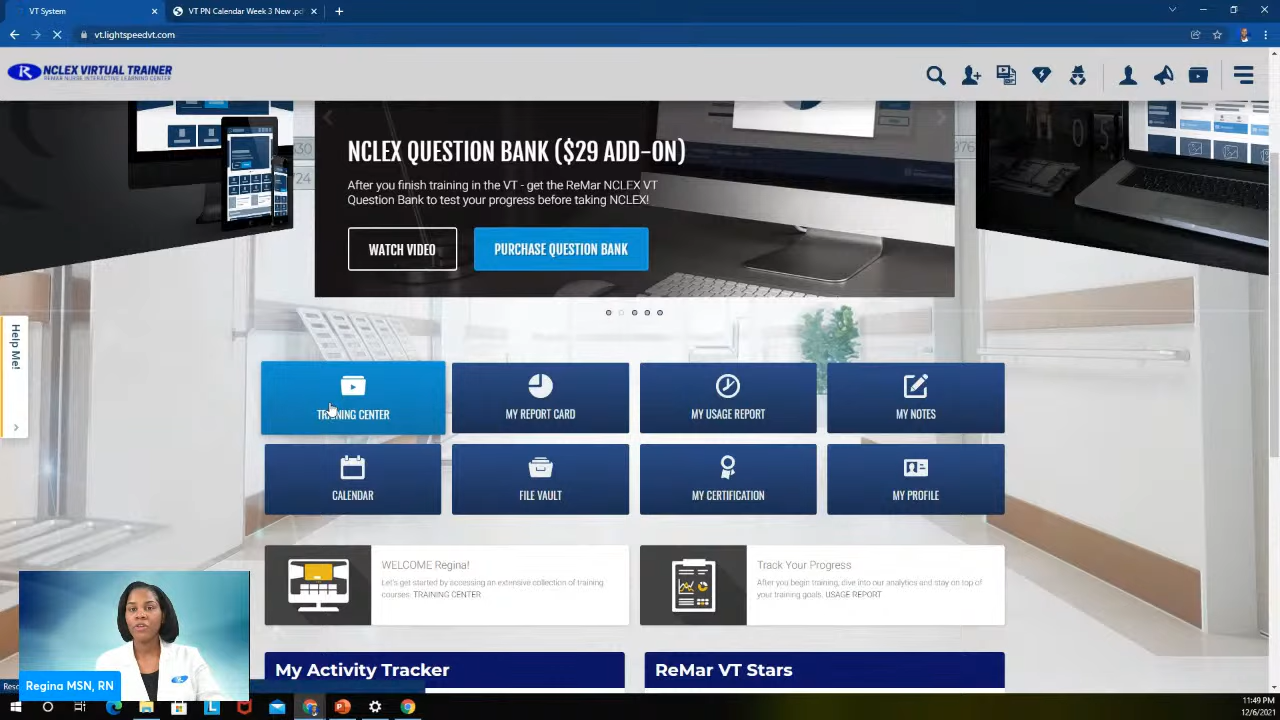 VT System
VT PN Calendar Week 3 New .pd
vt.lightspeedvt.com
R NCLEX VIRTUAL TRAINER
REMAR NURSE INTERACTIVE LEARNING CENTER
NCLEX QUESTION BANK ($29 ADD-ON)
After you finish training in the VT - get the ReMar NCLEX VT
Question Bank to test your progress before taking NCLEX!
WATCH VIDEO
PURCHASE QUESTION BANK
Help Me!
TRAINING CENTER
MY REPORT CARD
MY USAGE REPORT
MY NOTES
CALENDAR
FILE VAULT
MY CERTIFICATION
MY PROFILE
WELCOME Regina!
Let's get started by accessing an extensive collection of training
courses. TRAINING CENTER
Track Your Progress
After you begin training, dive into our analytics and stay on top of
your training goals. USAGE REPORT
My Activity Tracker
ReMar VT Stars
Regina MSN, RN
11:49 PM
12/6/2021